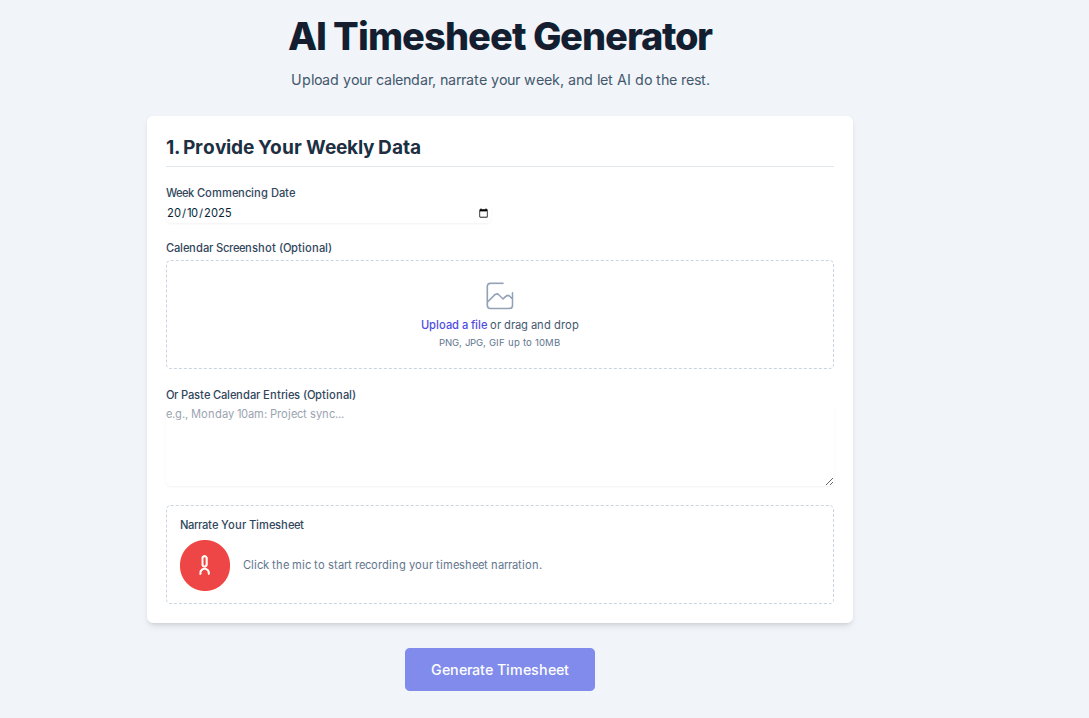 AI Timesheet Generator
Upload your calendar, narrate your week, and let AI do the rest.
1. Provide Your Weekly Data
Week Commencing Date
20/10/2025
Calendar Screenshot (Optional)
Upload a file or drag and drop
PNG, JPG, GIF up to 10MB
Or Paste Calendar Entries (Optional)
e.g., Monday 10am: Project sync...
Narrate Your Timesheet
Click the mic to start recording your timesheet narration.
Generate Timesheet